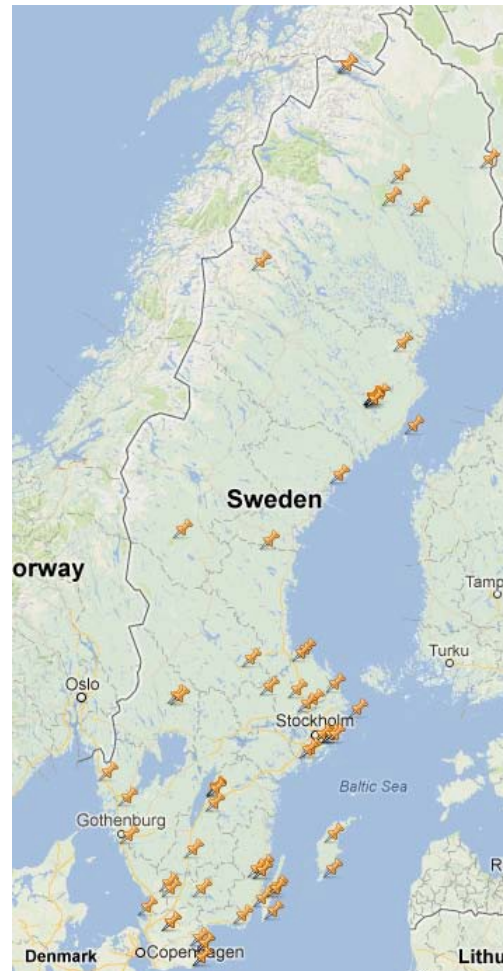 Sweden
orway
Tamp
Turku
Oslo
Stockholm
Baltic Sea
Gothenburg
R
Denmark
Copenhagen
Lithu